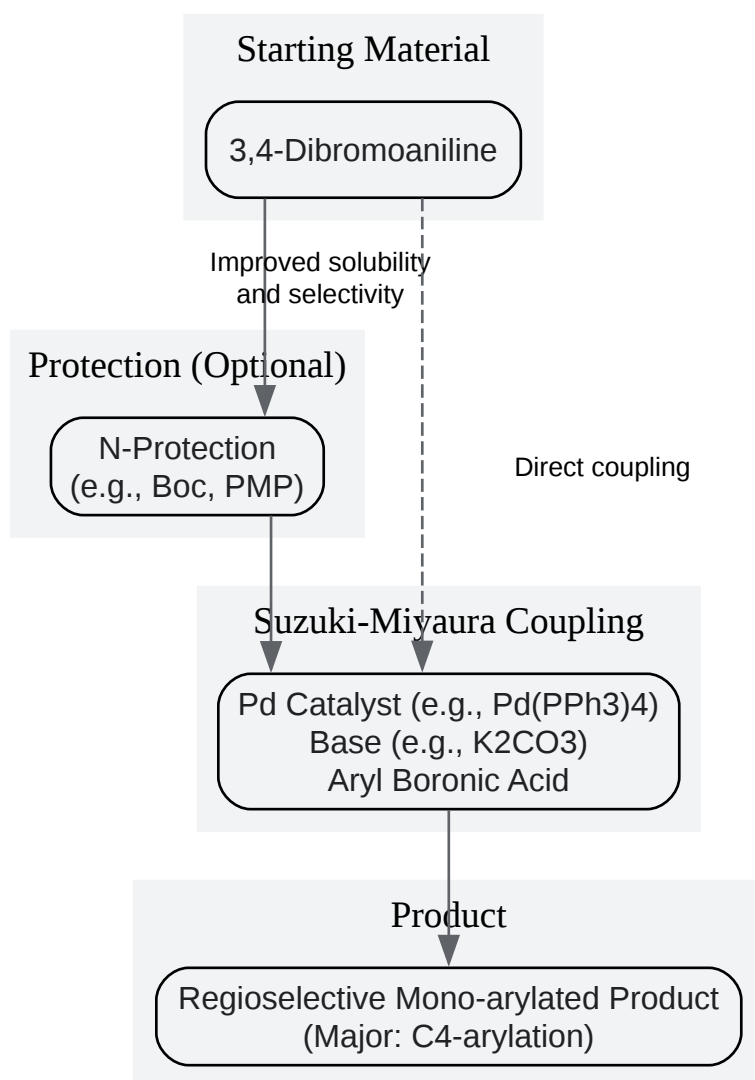 Starting Material
3,4-Dibromoaniline
Improved solubility
and selectivity
Protection (Optional)
N-Protection
(e.g., Boc, PMP)
Direct coupling
Suzuki-Miyaura Coupling
Pd Catalyst (e.g., Pd(PPh3)4)
Base (e.g., K2CO3)
Aryl Boronic Acid
Product
Regioselective Mono-arylated Product
(Major: C4-arylation)